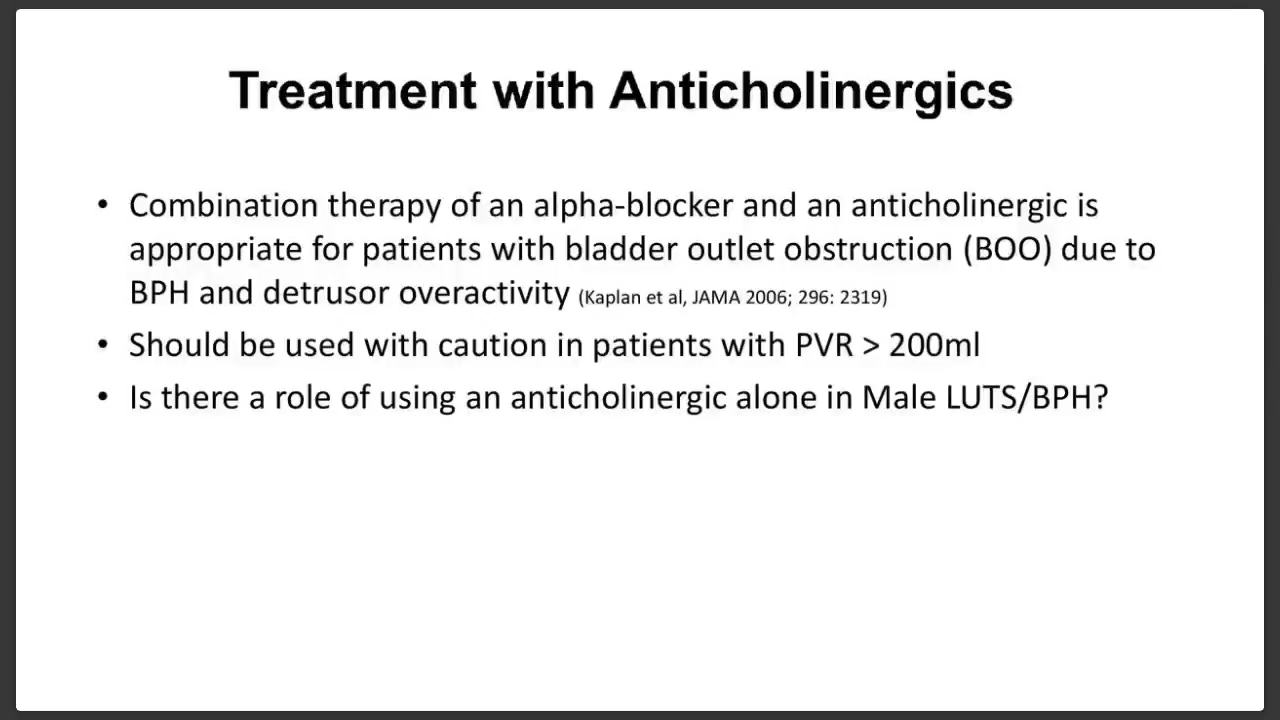 Treatment with Anticholinergics
• Combination therapy of an alpha-blocker and an anticholinergic is
appropriate for patients with bladder outlet obstruction (BOO) due to
BPH and detrusor overactivity (Kaplan et al, JAMA 2006; 296: 2319)
• Should be used with caution in patients with PVR > 200ml
• Is there a role of using an anticholinergic alone in Male LUTS/BPH?